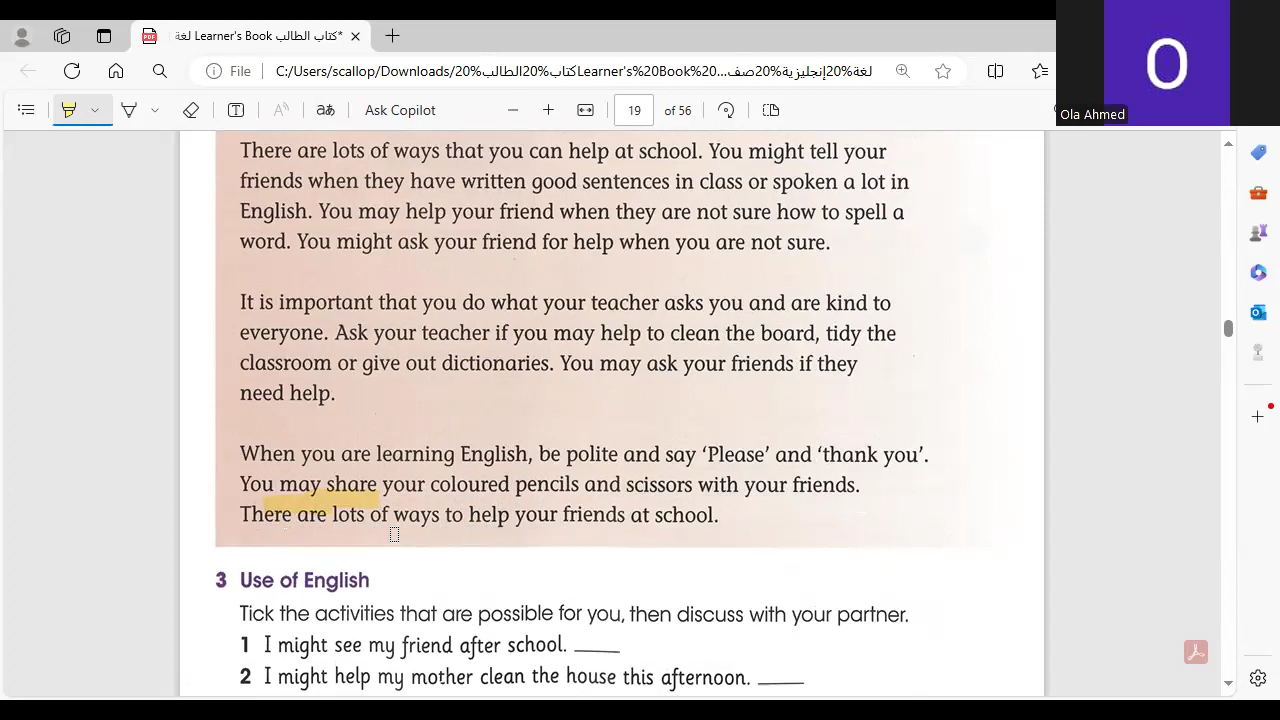 كتاب الطالب Learner's Book لغة*
File
C:/Users/scallop/Downloads/20%كتاب20%الطالبLearner's%20Book%20...لغة20%إنجليزية20%صف
Ask Copilot
19 of 56
O
Ola Ahmed
There are lots of ways that you can help at school. You might tell your
friends when they have written good sentences in class or spoken a lot in
English. You may help your friend when they are not sure how to spell a
word. You might ask your friend for help when you are not sure.
It is important that you do what your teacher asks you and are kind to
everyone. Ask your teacher if you may help to clean the board, tidy the
classroom or give out dictionaries. You may ask your friends if they
need help.
When you are learning English, be polite and say ‘Please’ and ‘thank you’.
You may share your coloured pencils and scissors with your friends.
There are lots of ways to help your friends at school.
3 Use of English
Tick the activities that are possible for you, then discuss with your partner.
1 I might see my friend after school. ____
2 I might help my mother clean the house this afternoon. ____